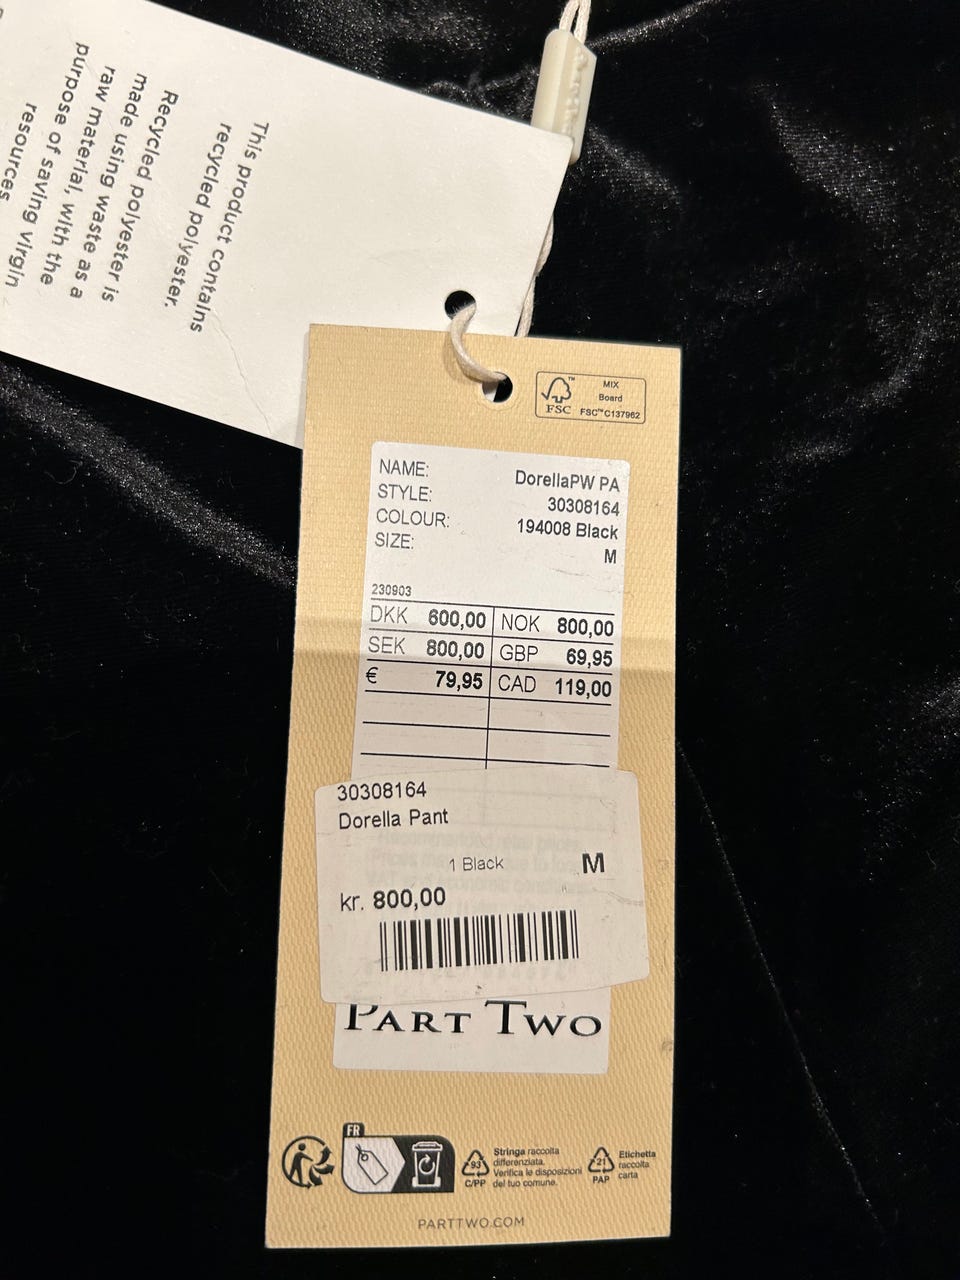 This product contains
recycled polyester.
Recycled polyester is
made using waste as a
raw material, with the
purpose of saving virgin
resources
FSC™
MIX
Board
FSC™ C137962
NAME: DorellaPW PA
STYLE: 30308164
COLOUR: 194008 Black
SIZE: M
230903
DKK 600,00 NOK 800,00
SEK 800,00 GBP 69,95
€ 79,95 CAD 119,00
30308164
Dorella Pant
1 Black M
kr. 800,00
PART TWO
FR
93
C/PP
Stringa raccolta
differenziata.
Verifica le disposizioni
del tuo comune.
21
PAP
Etichetta
raccolta
carta
PARTTWO.COM